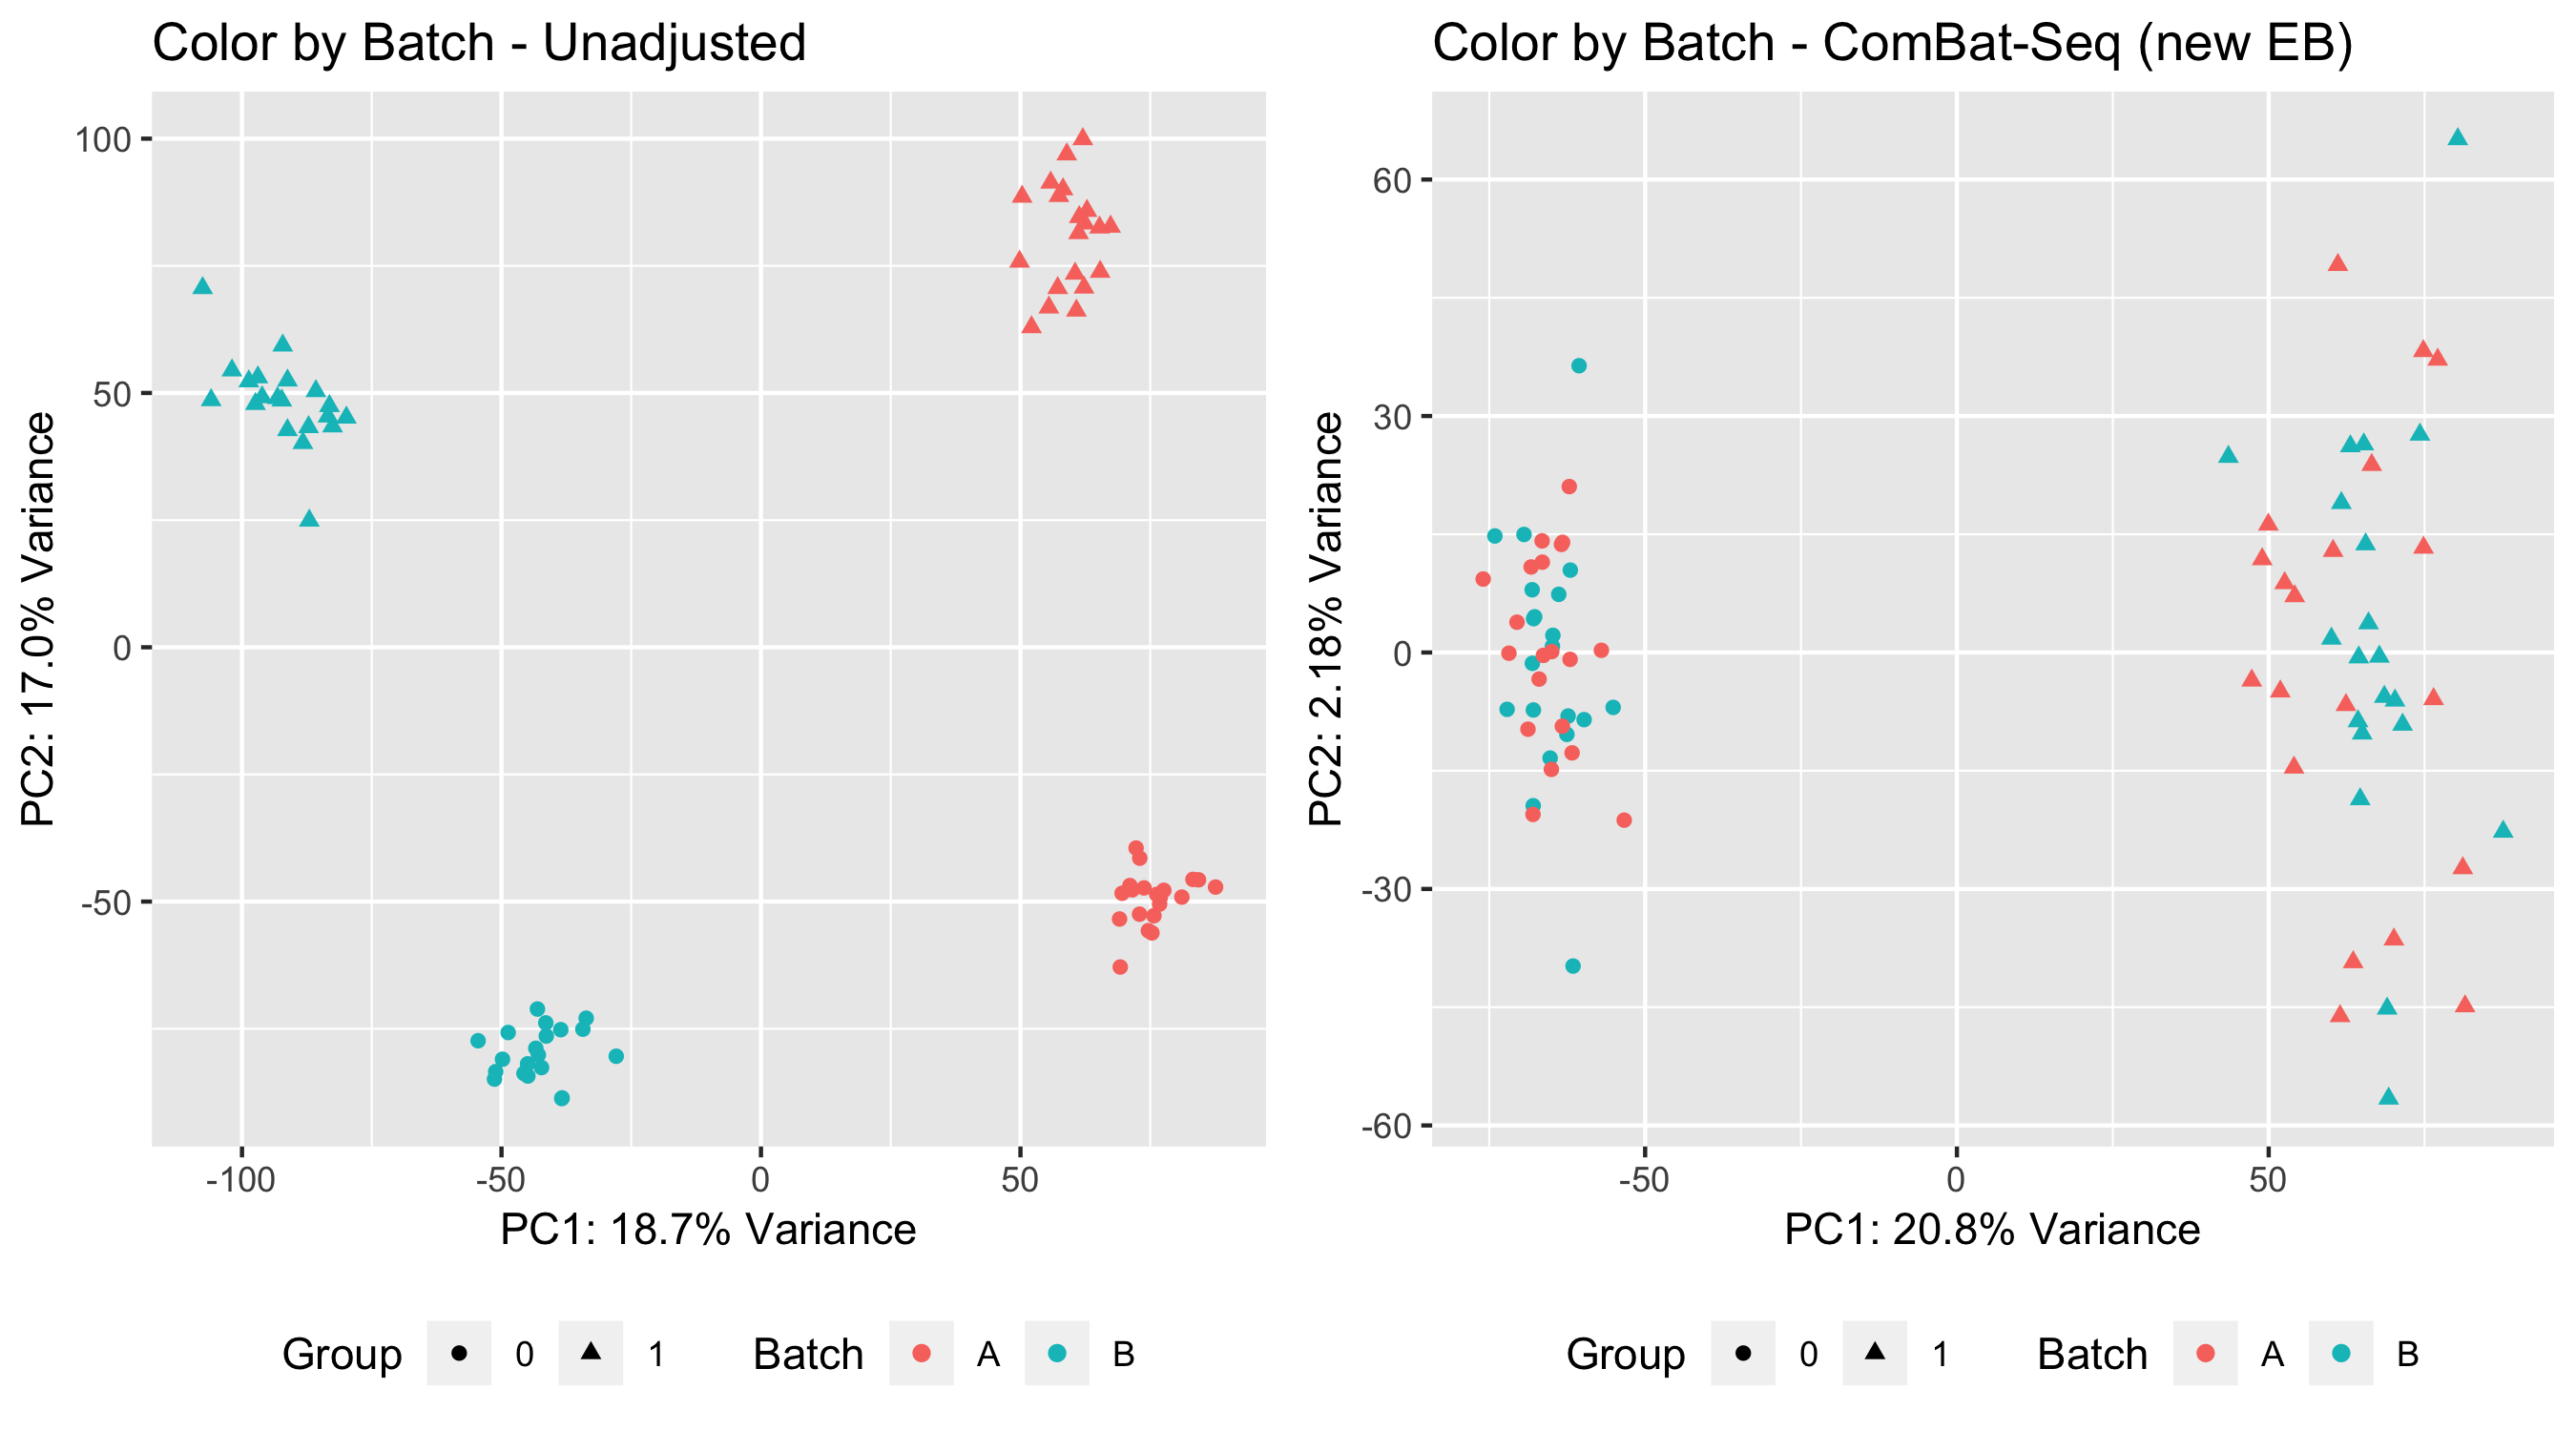 Color by Batch - Unadjusted
100
50
0
-50
PC2: 17.0% Variance
-100
-50
0
50
PC1: 18.7% Variance
Group 0 1 Batch A B
Color by Batch - ComBat-Seq (new EB)
60
30
0
-30
-60
PC2: 2.18% Variance
-50
0
50
PC1: 20.8% Variance
Group 0 1 Batch A B